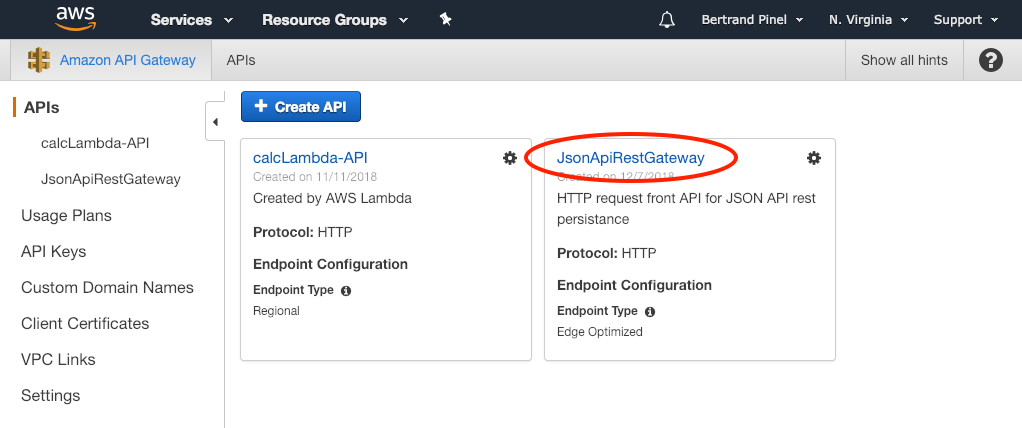 aws Services Resource Groups Bertrand Pinel N. Virginia Support
Amazon API Gateway APIs Show all hints ?
APIs
calcLambda-API
JsonApiRestGateway
Usage Plans
API Keys
Custom Domain Names
Client Certificates
VPC Links
Settings
+ Create API
calcLambda-API
Created on 11/11/2018
Created by AWS Lambda
Protocol: HTTP
Endpoint Configuration
Endpoint Type
Regional
JsonApiRestGateway
Created on 12/7/2018
HTTP request front API for JSON API rest
persistance
Protocol: HTTP
Endpoint Configuration
Endpoint Type
Edge Optimized